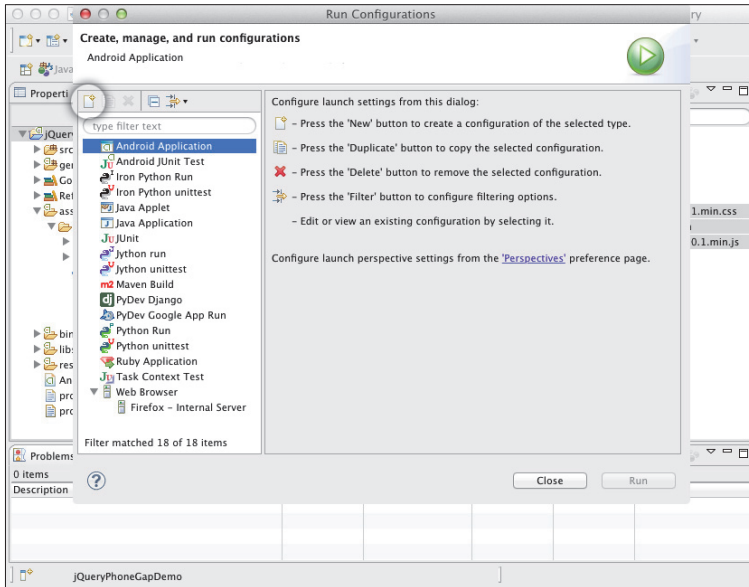 Run Configurations
ry
Create, manage, and run configurations
Android Application
Java
Properti
type filter text
Configure launch settings from this dialog:
- Press the 'New' button to create a configuration of the selected type.
- Press the 'Duplicate' button to copy the selected configuration.
- Press the 'Delete' button to remove the selected configuration.
- Press the 'Filter' button to configure filtering options.
- Edit or view an existing configuration by selecting it.
Configure launch perspective settings from the 'Perspectives' preference page.
Android Application
Android JUnit Test
Iron Python Run
Iron Python unittest
Java Applet
Java Application
JUnit
Jython run
Jython unittest
m2 Maven Build
dj PyDev Django
PyDev Google App Run
Python Run
Python unittest
Ruby Application
Task Context Test
Web Browser
Firefox - Internal Server
Filter matched 18 of 18 items
jQuer
src
ge
Go
Ref
ass
bin
lib
res
An
pro
pro
1.min.css
0.1.min.js
Close
Run
Problems
0 items
Description
jQueryPhoneGapDemo